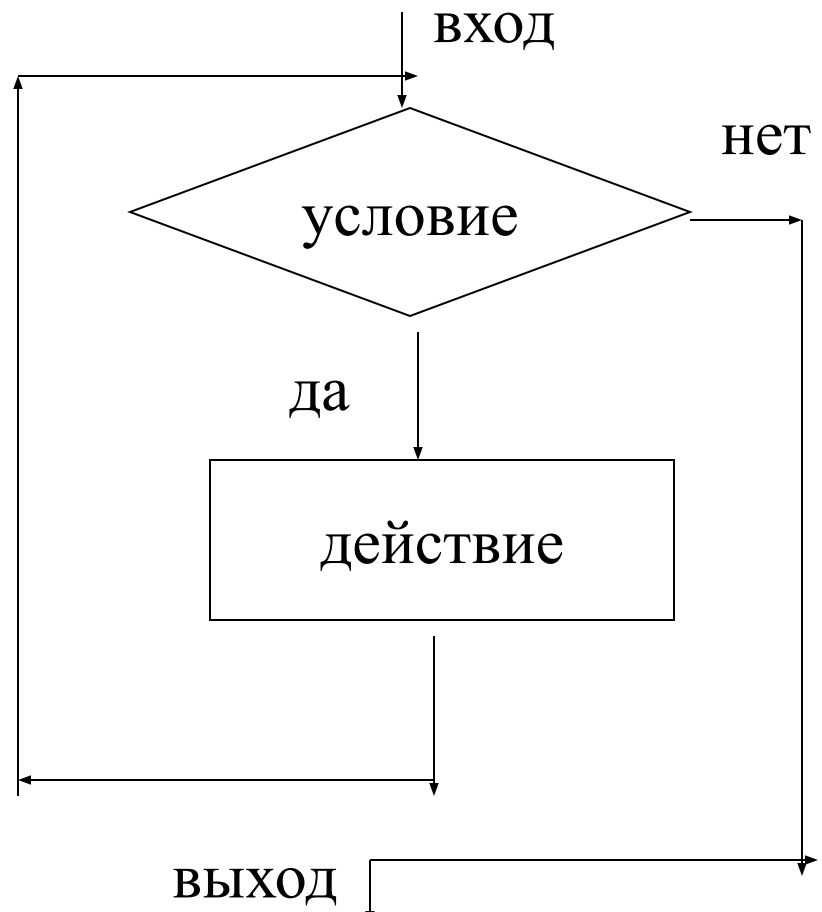 вход
нет
условие
да
действие
выход